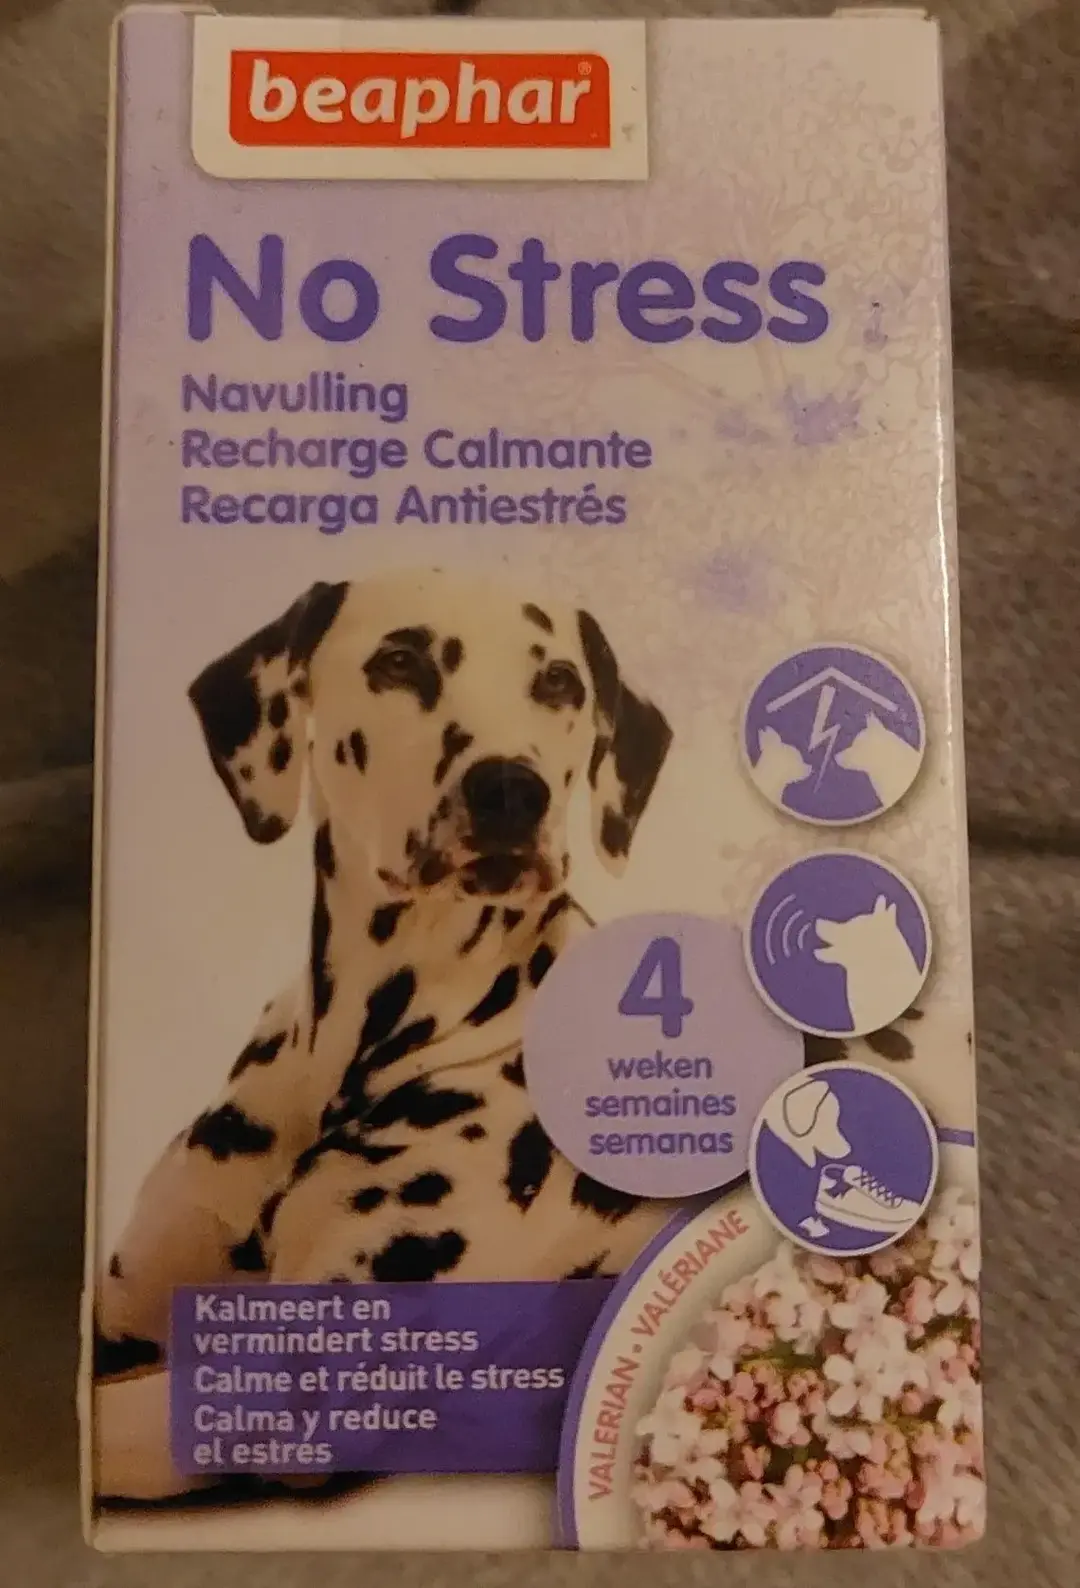 beaphar®
No Stress
Navulling
Recharge Calmante
Recarga Antiestrés
4
weken
semaines
semanas
VALERIAN • VALÉRIANE
Kalmeert en
vermindert stress
Calme et réduit le stress
Calma y reduce
el estrés